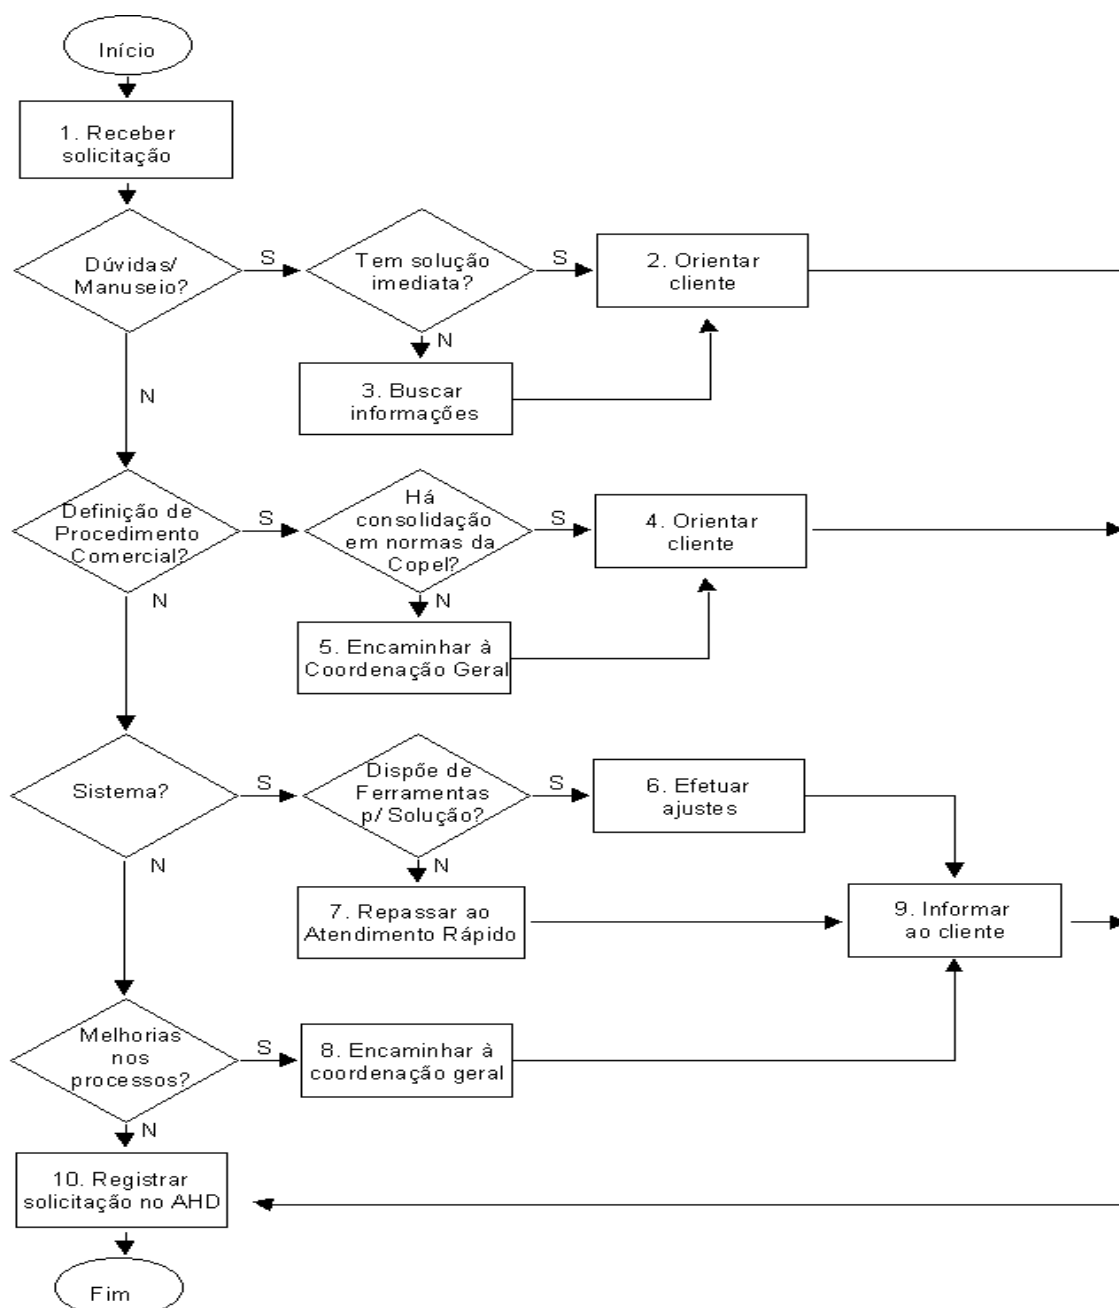 Início
1. Receber
solicitação
Dúvidas/
Manuseio?
S
Tem solução
imediata?
S
2. Orientar
cliente
N
3. Buscar
informações
N
Definição de
Procedimento
Comercial?
S
Há
consolidação
em normas da
Copel?
S
4. Orientar
cliente
N
N
5. Encaminhar à
Coordenação Geral
Sistema?
S
Dispõe de
Ferramentas
p/ Solução?
S
6. Efetuar
ajustes
N
N
7. Repassar ao
Atendimento Rápido
9. Informar
ao cliente
Melhorias
nos
processos?
S
8. Encaminhar à
coordenação geral
N
10. Registrar
solicitação no AHD
Fim